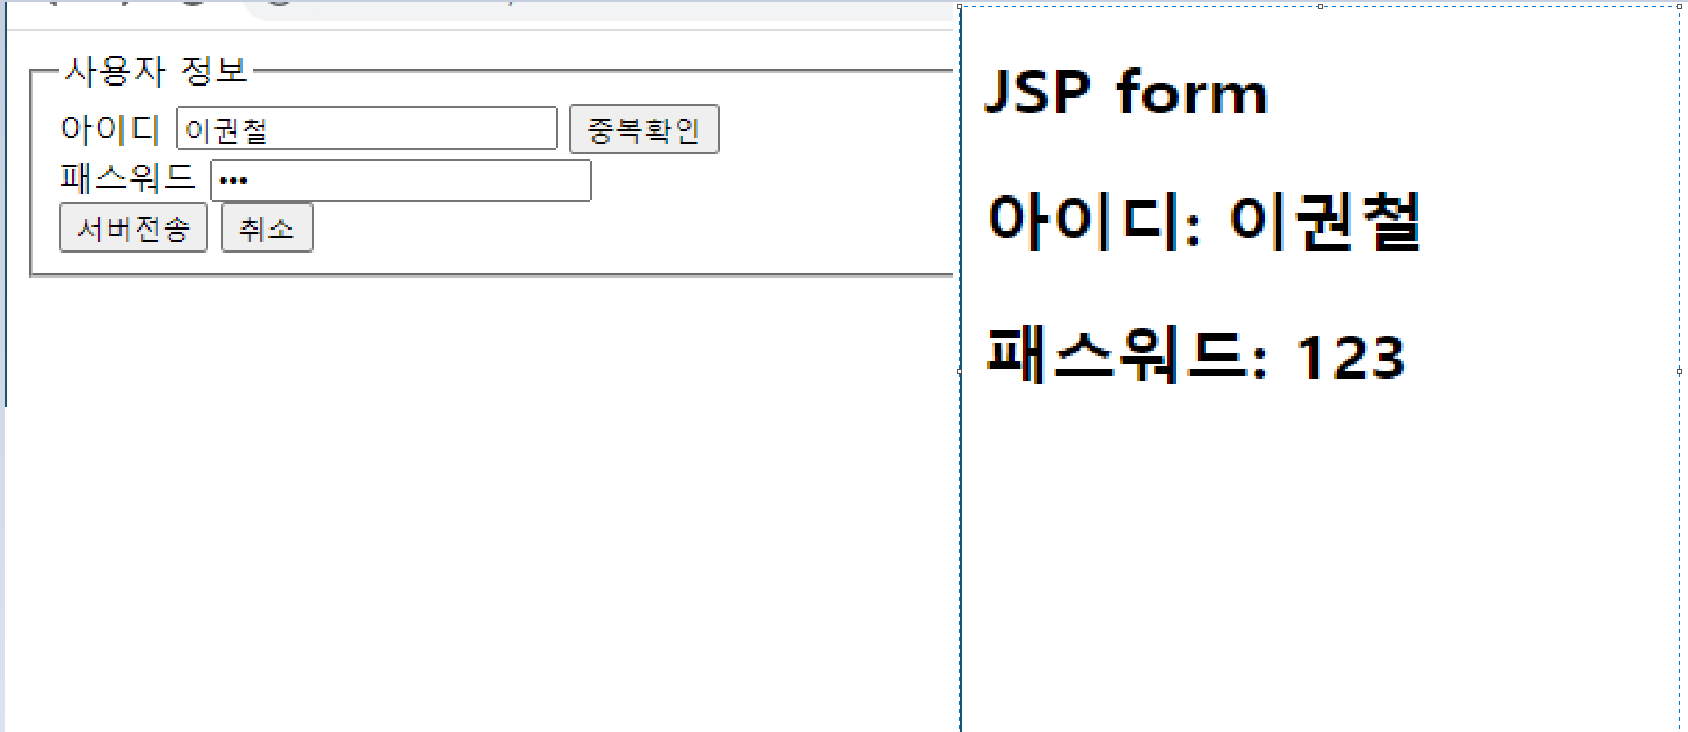 사용자 정보
아이디 이권철 중복확인
패스워드 •••
서버전송 취소
JSP form
아이디: 이권철
패스워드: 123